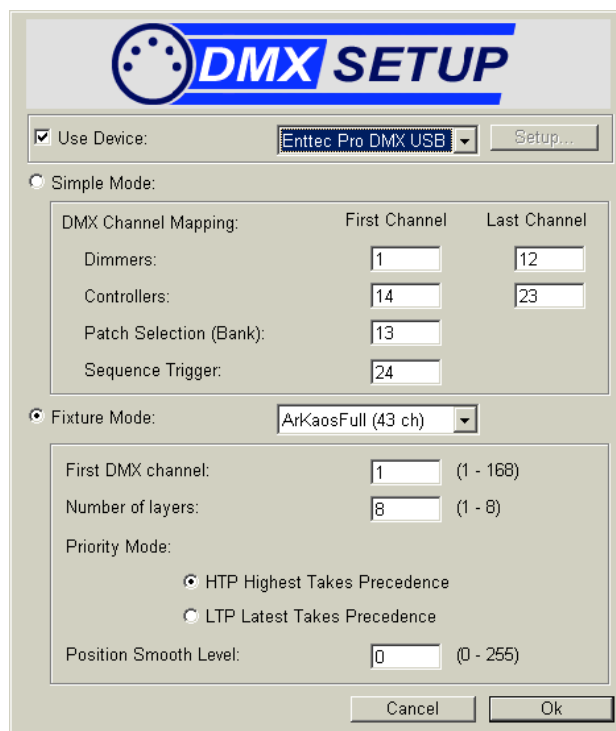 DMX SETUP
Use Device: Enttec Pro DMX USB Setup...
Simple Mode:
DMX Channel Mapping: First Channel Last Channel
Dimmers: 1 12
Controllers: 14 23
Patch Selection (Bank): 13
Sequence Trigger: 24
Fixture Mode: ArKaosFull (43 ch)
First DMX channel: 1 (1 - 168)
Number of layers: 8 (1 - 8)
Priority Mode:
HTP Highest Takes Precedence
LTP Latest Takes Precedence
Position Smooth Level: 0 (0 - 255)
Cancel Ok